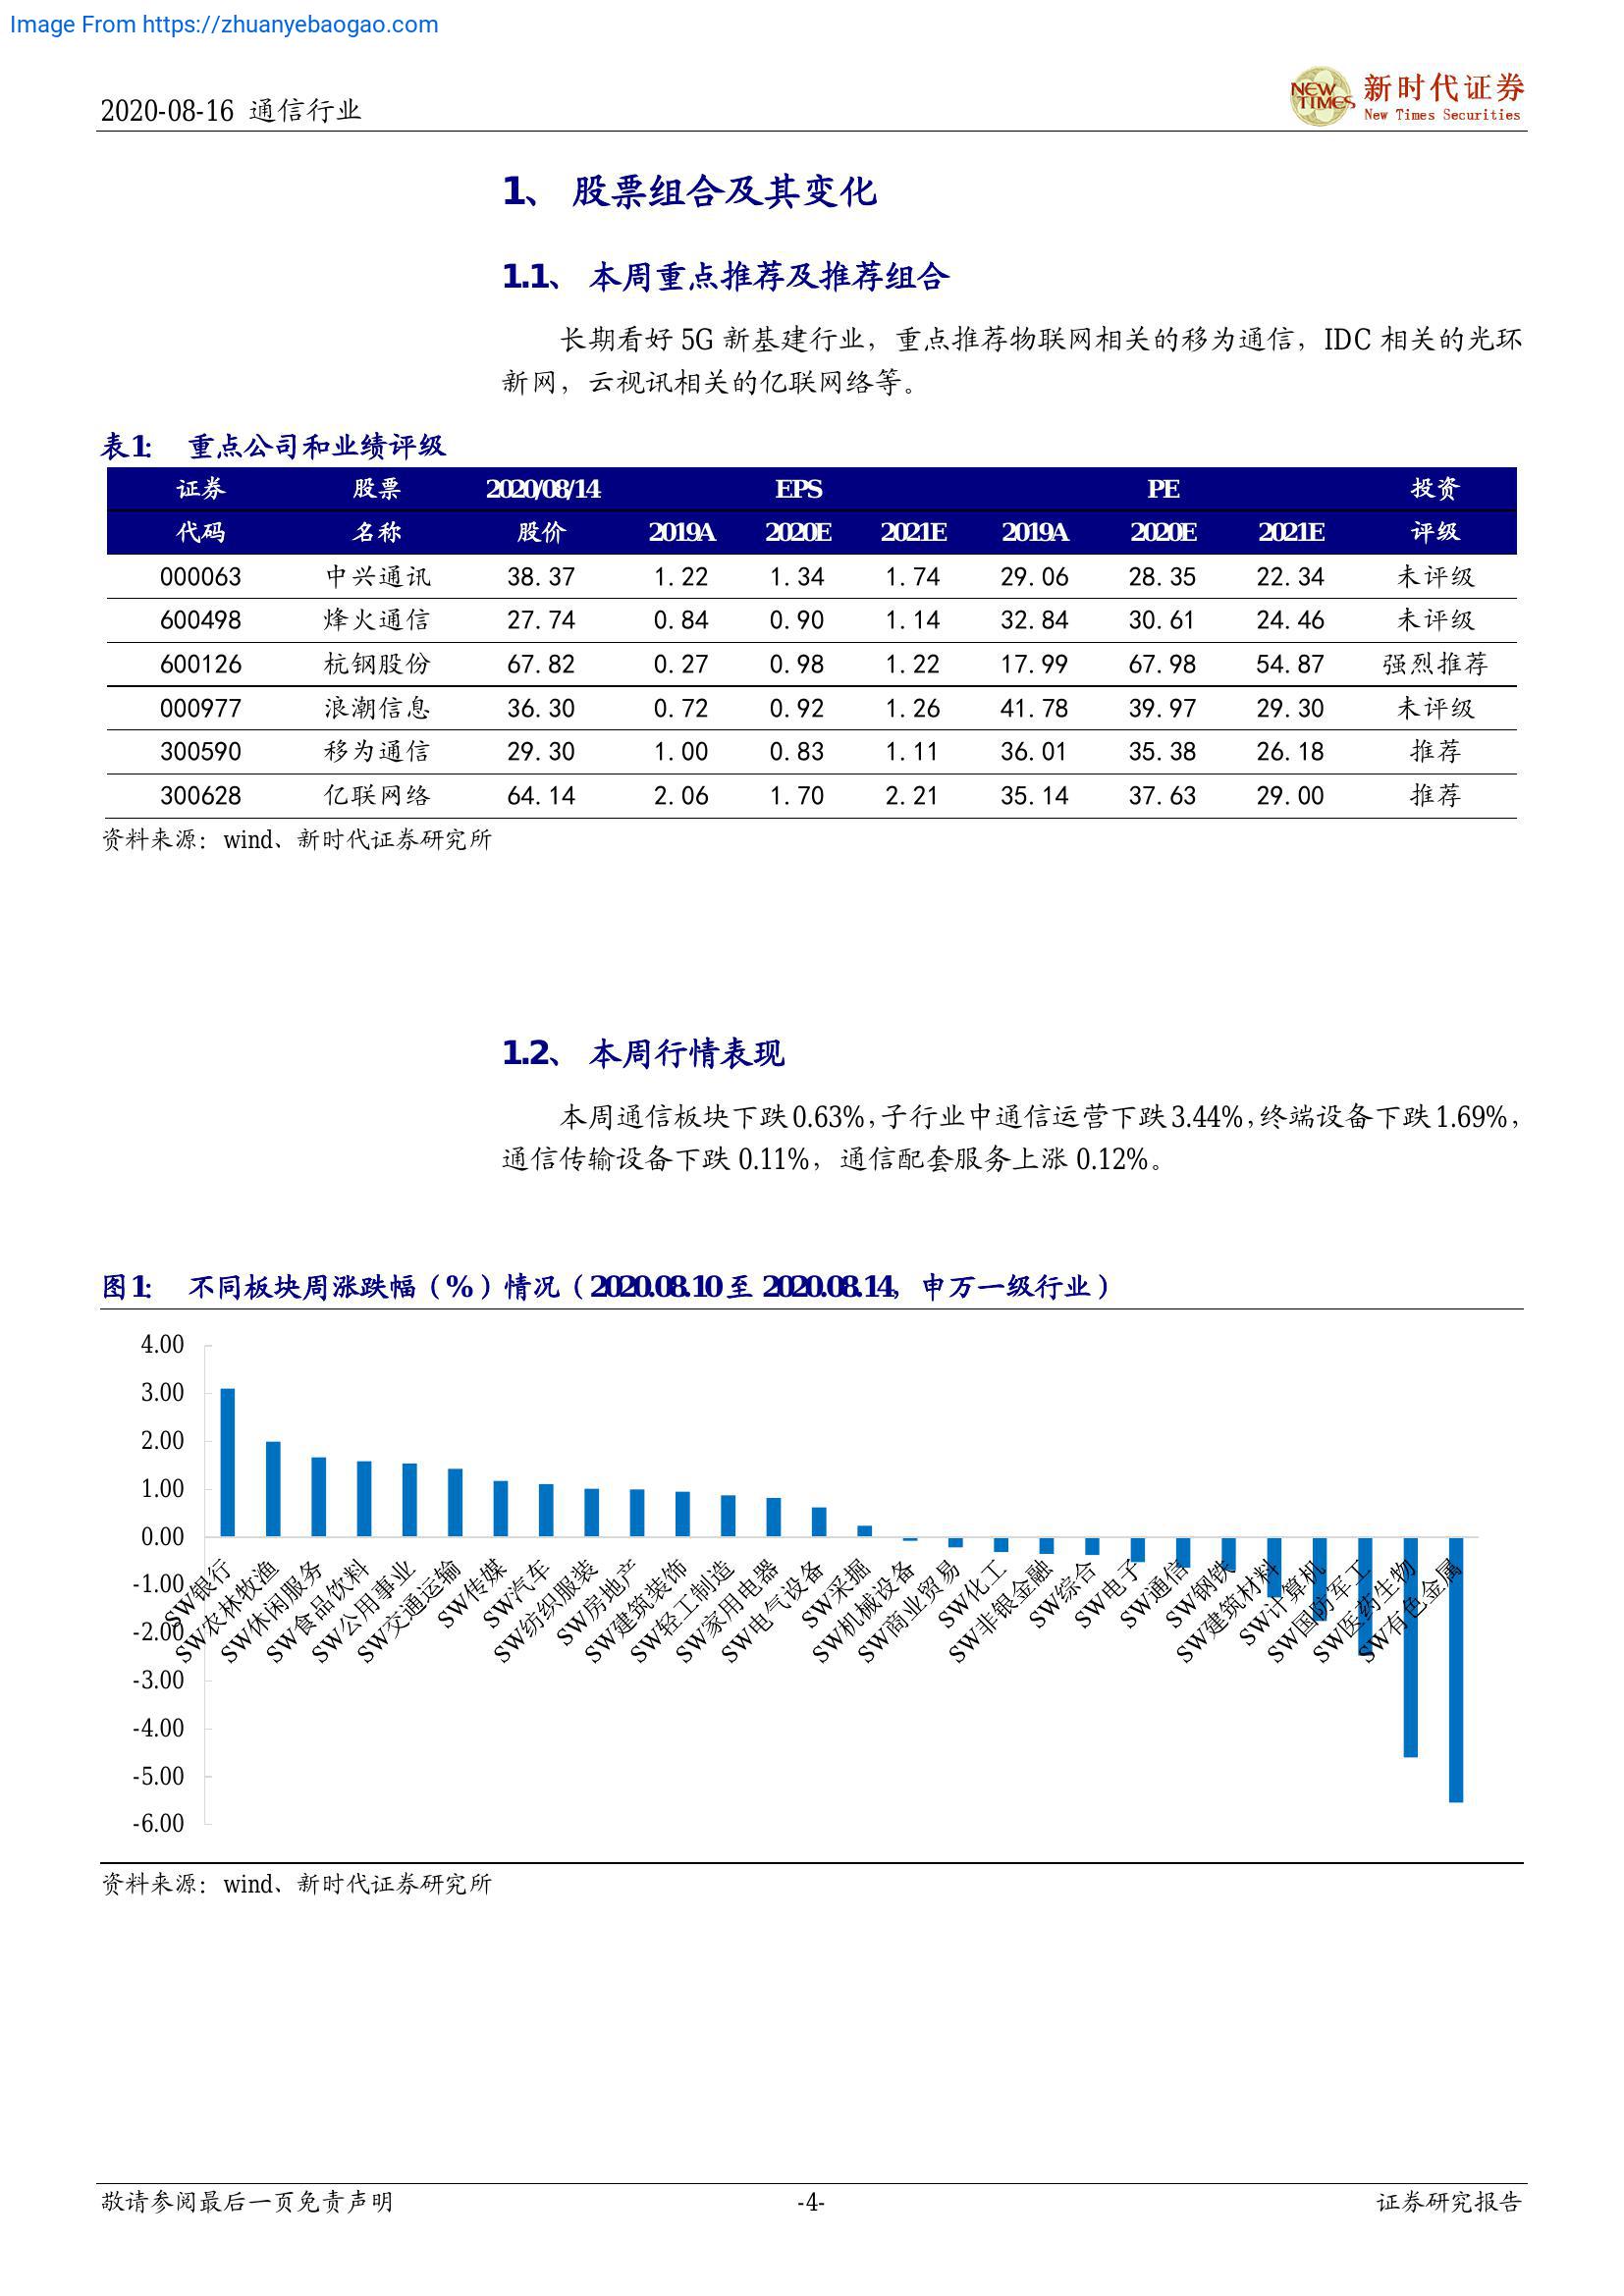 Image From https://zhuanyebaogao.com
2020-08-16 通信行业
NEW TIMES 新时代证券
New Times Securities
1、 股票组合及其变化
1.1、 本周重点推荐及推荐组合
长期看好 5G 新基建行业，重点推荐物联网相关的移为通信，IDC 相关的光环
新网，云视讯相关的亿联网络等。
表1: 重点公司和业绩评级
证券 股票 2020/08/14 EPS PE 投资
代码 名称 股价 2019A 2020E 2021E 2019A 2020E 2021E 评级
000063 中兴通讯 38.37 1.22 1.34 1.74 29.06 28.35 22.34 未评级
600498 烽火通信 27.74 0.84 0.90 1.14 32.84 30.61 24.46 未评级
600126 杭钢股份 67.82 0.27 0.98 1.22 17.99 67.98 54.87 强烈推荐
000977 浪潮信息 36.30 0.72 0.92 1.26 41.78 39.97 29.30 未评级
300590 移为通信 29.30 1.00 0.83 1.11 36.01 35.38 26.18 推荐
300628 亿联网络 64.14 2.06 1.70 2.21 35.14 37.63 29.00 推荐
资料来源：wind、新时代证券研究所
1.2、 本周行情表现
本周通信板块下跌0.63%，子行业中通信运营下跌3.44%，终端设备下跌1.69%，
通信传输设备下跌 0.11%，通信配套服务上涨 0.12%。
图1: 不同板块周涨跌幅（%）情况（2020.08.10 至 2020.08.14，申万一级行业）
4.00
3.00
2.00
1.00
0.00
-1.00
-2.00
-3.00
-4.00
-5.00
-6.00
SW银行
SW农林牧渔
SW休闲服务
SW食品饮料
SW公用事业
SW交通运输
SW传媒
SW汽车
SW纺织服装
SW房地产
SW建筑装饰
SW轻工制造
SW家用电器
SW电气设备
SW采掘
SW机械设备
SW商业贸易
SW化工
SW非银金融
SW综合
SW电子
SW通信
SW钢铁
SW建筑材料
SW计算机
SW国防军工
SW医药生物
SW有色金属
资料来源：wind、新时代证券研究所
敬请参阅最后一页免责声明 -4- 证券研究报告